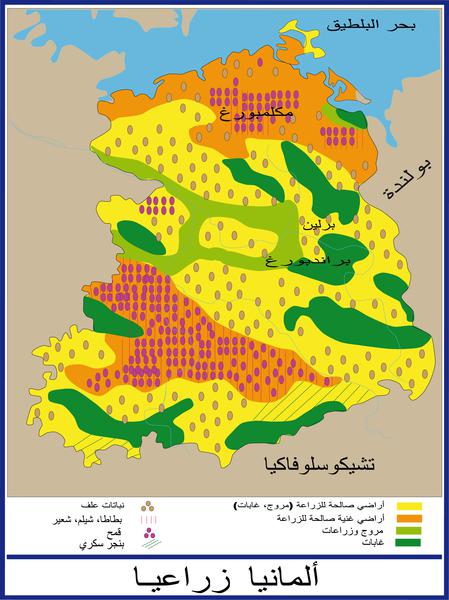 بحر البلطيق
مكلمبورغ
بولندة
برلين
براندبورغ
تشيكوسلوفاكيا
أراضي صالحة للزراعة (مروج، غابات)
أراضي غنية صالحة للزراعة
مروج وزراعات
غابات
نباتات علف
بطاطا، شيلم، شعير
قمح
بنجر سكري
ألمانيا زراعيا